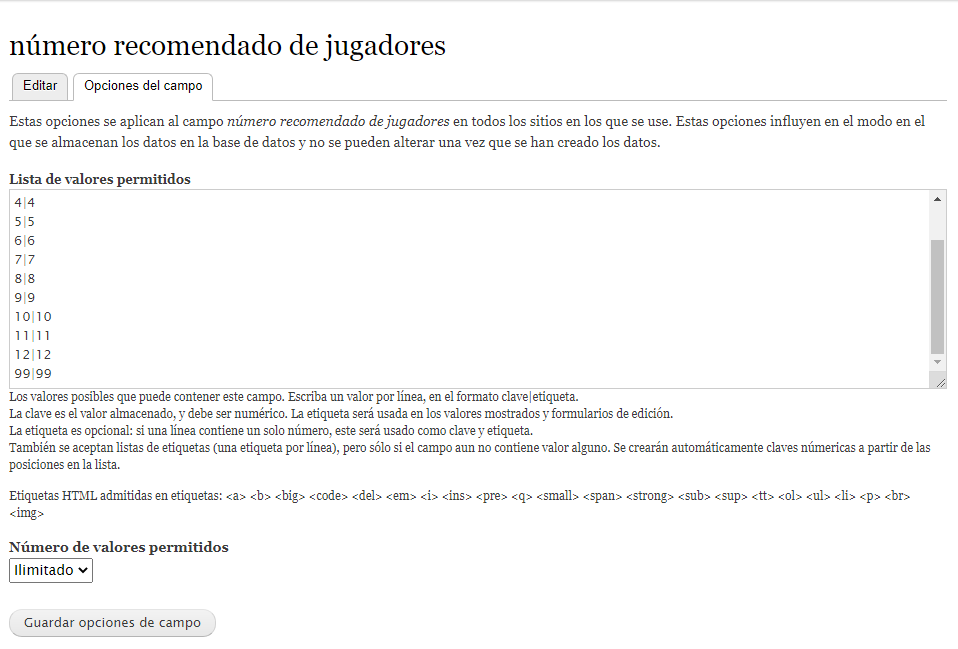 número recomendado de jugadores
Editar
Opciones del campo
Estas opciones se aplican al campo número recomendado de jugadores en todos los sitios en los que se use. Estas opciones influyen en el modo en el
que se almacenan los datos en la base de datos y no se pueden alterar una vez que se han creado los datos.
Lista de valores permitidos
4|4
5|5
6|6
7|7
8|8
9|9
10|10
11|11
12|12
99|99
Los valores posibles que puede contener este campo. Escriba un valor por línea, en el formato clave|etiqueta.
La clave es el valor almacenado, y debe ser numérico. La etiqueta será usada en los valores mostrados y formularios de edición.
La etiqueta es opcional: si una línea contiene un solo número, este será usado como clave y etiqueta.
También se aceptan listas de etiquetas (una etiqueta por línea), pero sólo si el campo aun no contiene valor alguno. Se crearán automáticamente claves númericas a partir de las
posiciones en la lista.
Etiquetas HTML admitidas en etiquetas: <a> <b> <big> <code> <del> <em> <i> <ins> <pre> <q> <small> <span> <strong> <sub> <sup> <tt> <ol> <ul> <li> <p> <br>
<img>
Número de valores permitidos
Ilimitado
Guardar opciones de campo